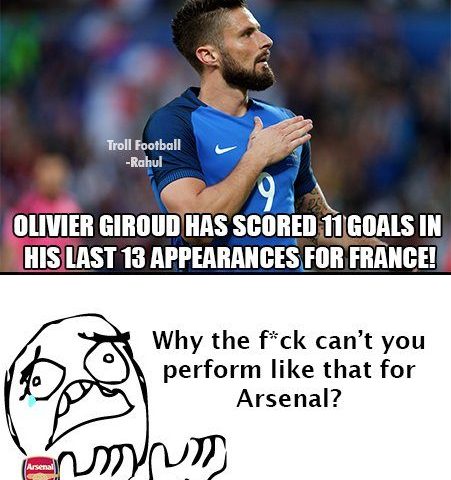 Troll Football
-Rahul
9
OLIVIER GIROUD HAS SCORED 11 GOALS IN
HIS LAST 13 APPEARANCES FOR FRANCE!
Why the f*ck can't you
perform like that for
Arsenal?
Arsenal